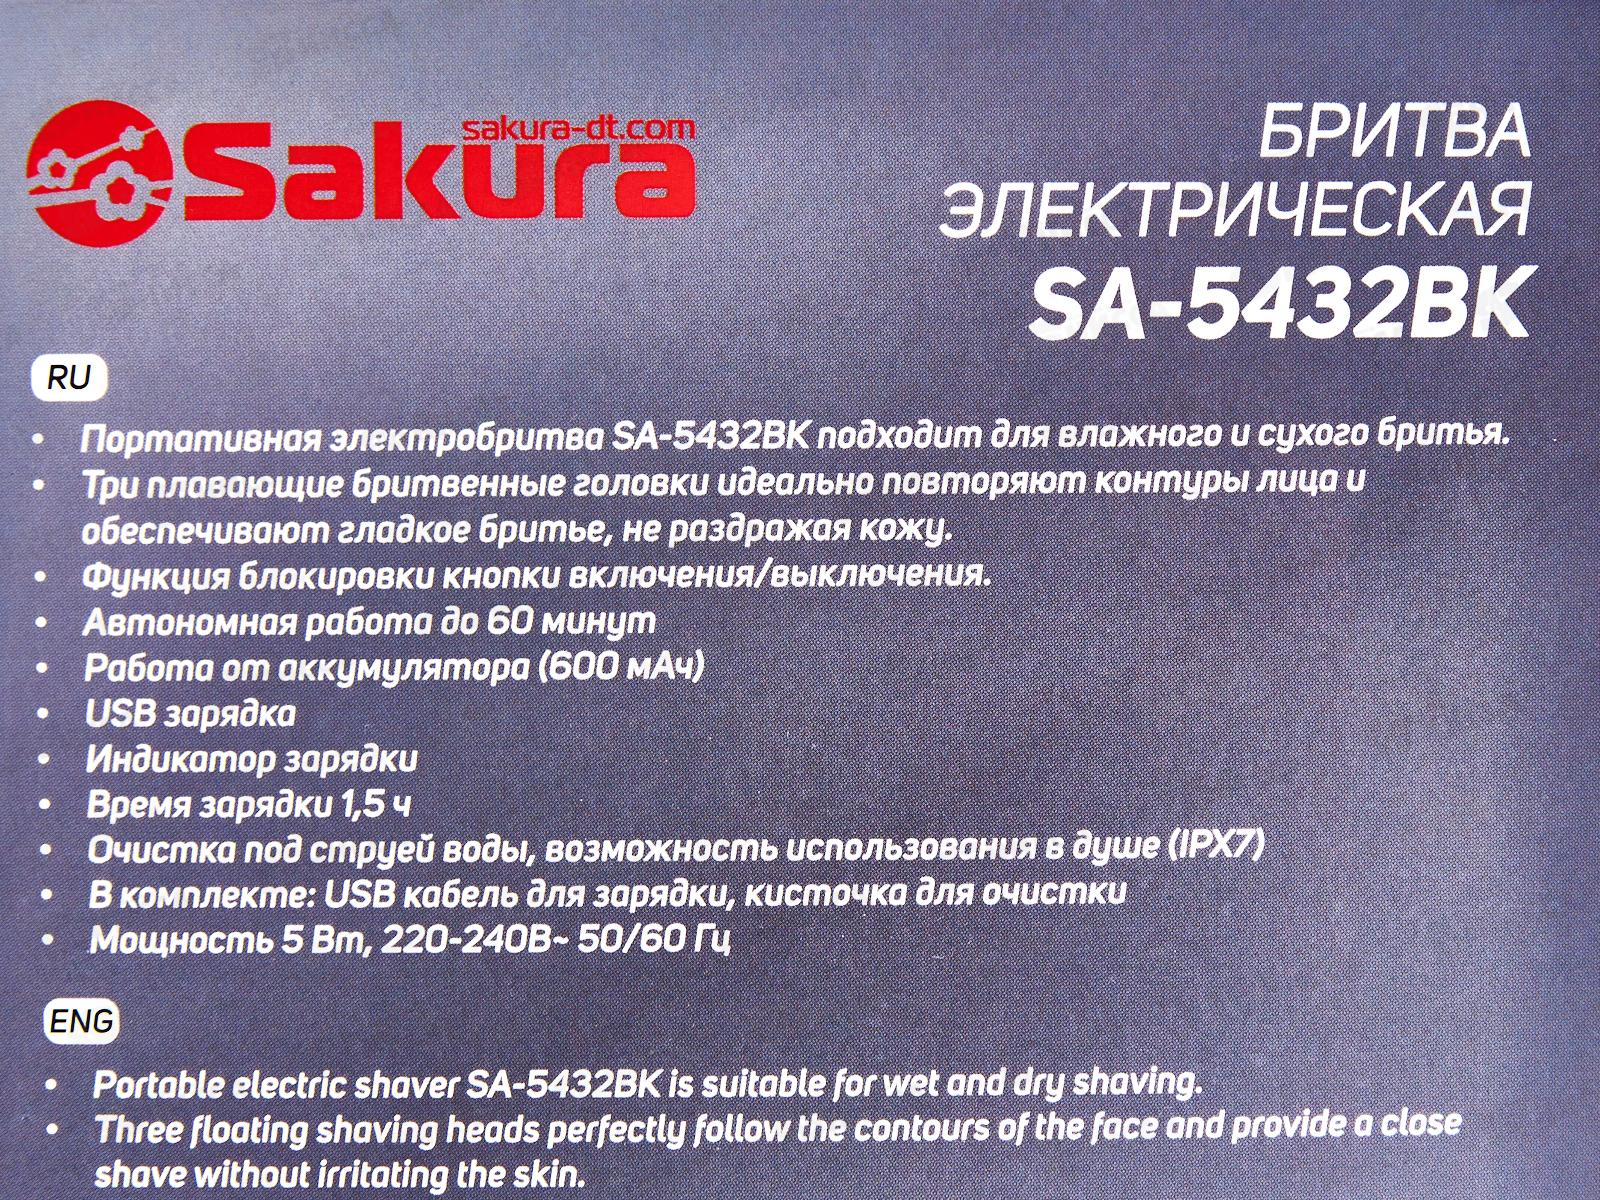 sakura-dt.com
Sakura
БРИТВА
ЭЛЕКТРИЧЕСКАЯ
SA-5432BK
RU
• Портативная электробритва SA-5432BK подходит для влажного и сухого бритья.
• Три плавающие бритвенные головки идеально повторяют контуры лица и
обеспечивают гладкое бритье, не раздражая кожу.
• Функция блокировки кнопки включения/выключения.
• Автономная работа до 60 минут
• Работа от аккумулятора (600 мАч)
• USB зарядка
• Индикатор зарядки
• Время зарядки 1,5 ч
• Очистка под струей воды, возможность использования в душе (IPX7)
• В комплекте: USB кабель для зарядки, кисточка для очистки
• Мощность 5 Вт, 220-240В~ 50/60 Гц
ENG
• Portable electric shaver SA-5432BK is suitable for wet and dry shaving.
• Three floating shaving heads perfectly follow the contours of the face and provide a close
shave without irritating the skin.